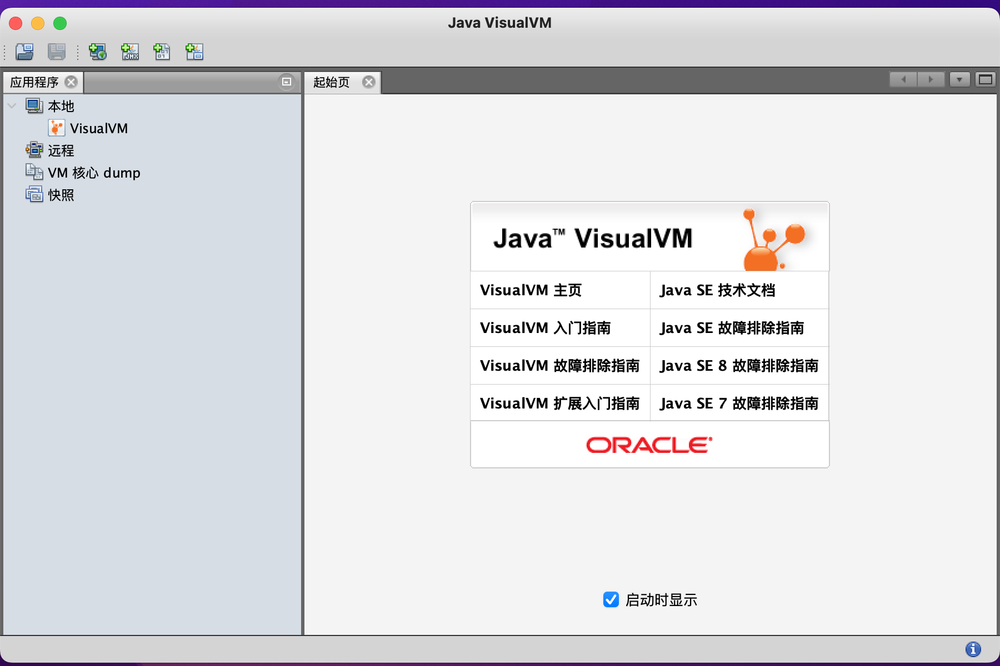 Java VisualVM
JMX
应用程序
起始页
本地
VisualVM
远程
VM 核心 dump
快照
Java™ VisualVM
VisualVM 主页
Java SE 技术文档
VisualVM 入门指南
Java SE 故障排除指南
VisualVM 故障排除指南
Java SE 8 故障排除指南
VisualVM 扩展入门指南
Java SE 7 故障排除指南
ORACLE
启动时显示